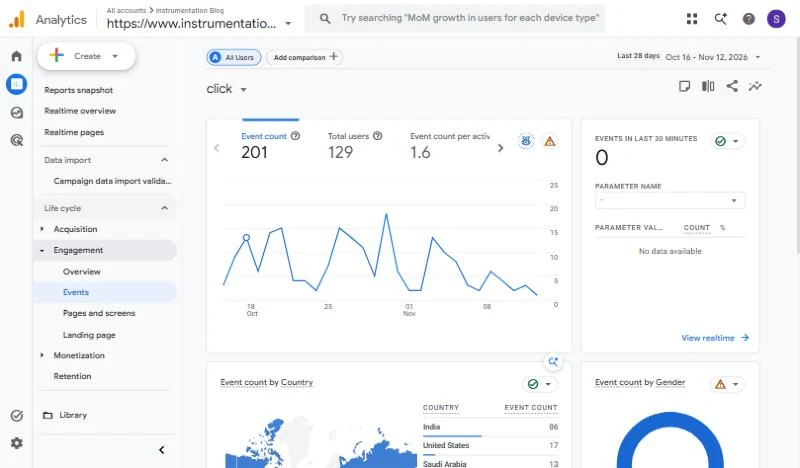 Analytics
All accounts > Instrumentation Blog
https://www.instrumentatio...
Try searching "MoM growth in users for each device type"
S
Create
Reports snapshot
Realtime overview
Realtime pages
Data import
Campaign data import valida...
Life cycle
Acquisition
Engagement
Overview
Events
Pages and screens
Landing page
Monetization
Retention
Library
A All Users
Add comparison +
Last 28 days Oct 16 - Nov 12, 2026
click
Event count
201
Total users
129
Event count per activ
1.6
25
20
15
10
5
0
18
Oct
25
01
Nov
08
EVENTS IN LAST 30 MINUTES
0
PARAMETER NAME
-
PARAMETER VAL... COUNT %
No data available
View realtime
Event count by Country
COUNTRY EVENT COUNT
India 86
United States 17
Saudi Arabia 13
Event count by Gender